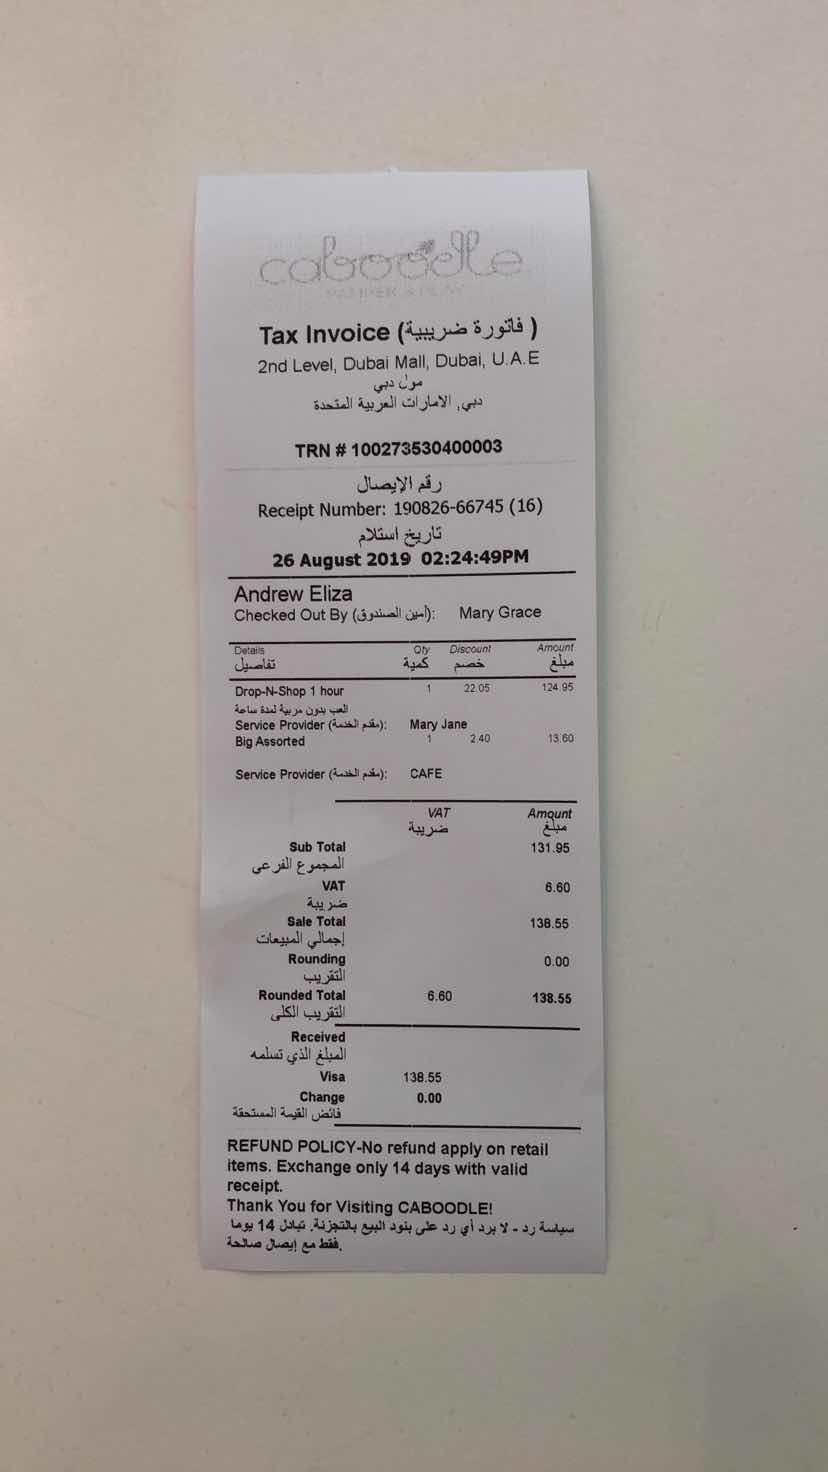 caboodle
PAMPER & PLAY
Tax Invoice (فاتورة ضريبية )
2nd Level, Dubai Mall, Dubai, U.A.E
مول دبي
دبي, الامارات العربية المتحدة
TRN # 100273530400003
رقم الإيصال
Receipt Number: 190826-66745 (16)
تاريخ استلام
26 August 2019 02:24:49PM
Andrew Eliza
Checked Out By (أمين الصندوق): Mary Grace
Details Qty Discount Amount
تفاصيل كمية خصم مبلغ
Drop-N-Shop 1 hour 1 22.05 124.95
العب بدون مربية لمدة ساعة
Service Provider (مقدم الخدمة): Mary Jane
Big Assorted 1 2.40 13.60
Service Provider (مقدم الخدمة): CAFE
VAT Amount
ضريبة مبلغ
Sub Total 131.95
المجموع الفرعي
VAT 6.60
ضريبة
Sale Total 138.55
إجمالي المبيعات
Rounding 0.00
التقريب
Rounded Total 6.60 138.55
التقريب الكلى
Received
المبلغ الذي تسلمه
Visa 138.55
Change 0.00
فائض القيمة المستحقة
REFUND POLICY-No refund apply on retail
items. Exchange only 14 days with valid
receipt.
Thank You for Visiting CABOODLE!
سياسة رد - لا يرد أي رد على بنود البيع بالتجزئة. تبادل 14 يوما
فقط مع إيصال صالحة.